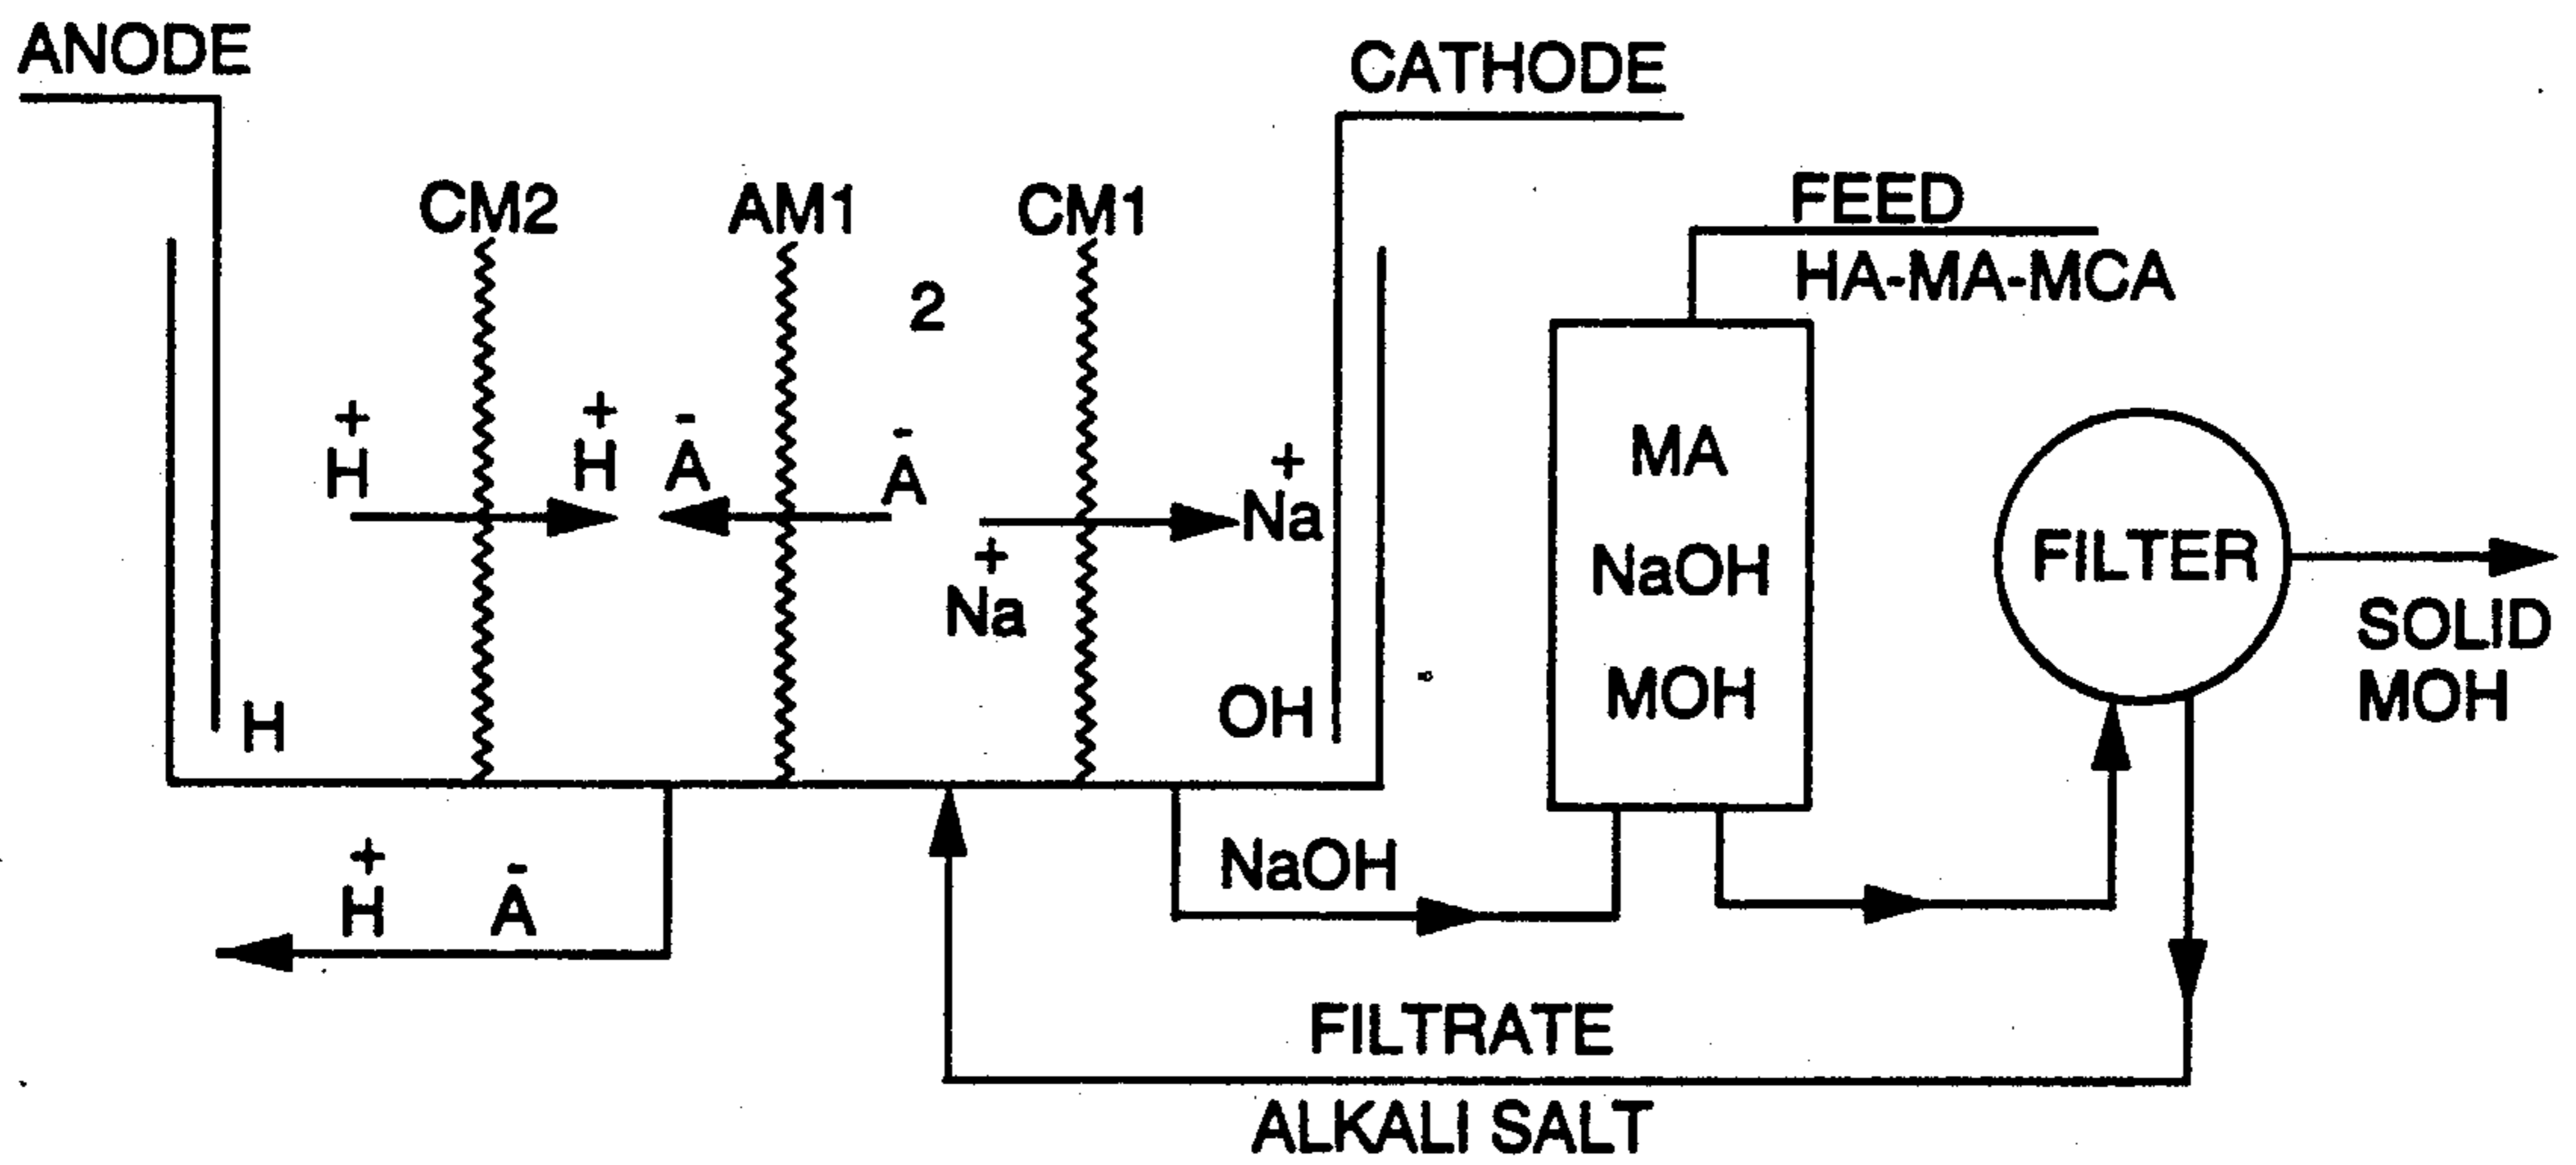 ANODE
CATHODE
CM2
AM1
CM1
FEED
HA-MA-MCA
2
+
H
+
H
-
A
-
A
+
Na
+
Na
MA
NaOH
MOH
FILTER
SOLID
MOH
H
OH
+
H
-
A
NaOH
FILTRATE
ALKALI SALT